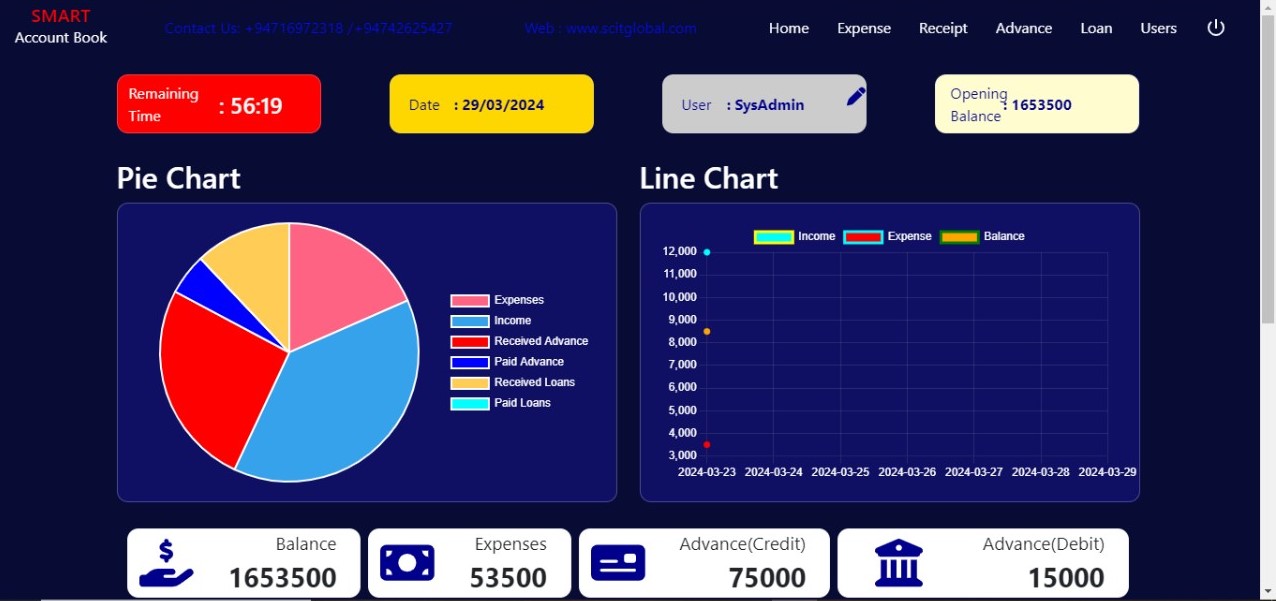 SMART
Account Book
Contact Us: +94716972318 /+94742625427
Web : www.scitglobal.com
Home
Expense
Receipt
Advance
Loan
Users
Remaining
Time
: 56:19
Date : 29/03/2024
User : SysAdmin
Opening
Balance
: 1653500
Pie Chart
Expenses
Income
Received Advance
Paid Advance
Received Loans
Paid Loans
Line Chart
Income Expense Balance
12,000
11,000
10,000
9,000
8,000
7,000
6,000
5,000
4,000
3,000
2024-03-23 2024-03-24 2024-03-25 2024-03-26 2024-03-27 2024-03-28 2024-03-29
Balance
1653500
Expenses
53500
Advance(Credit)
75000
Advance(Debit)
15000